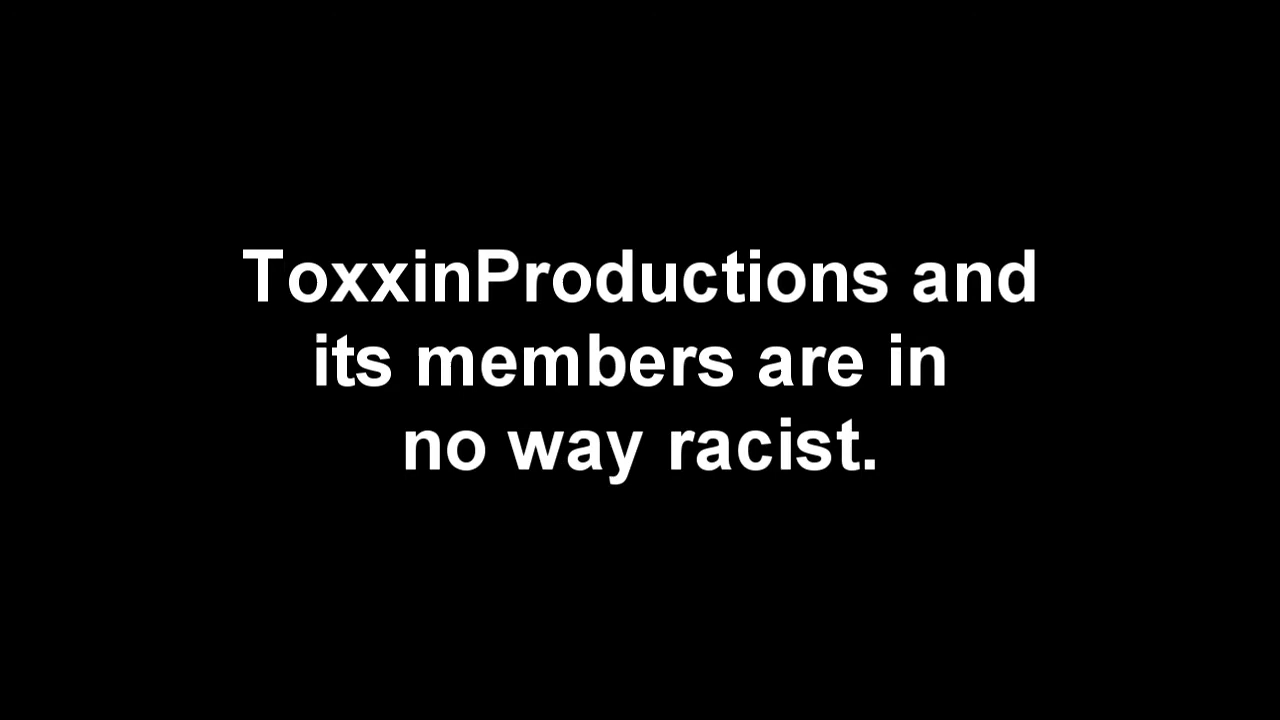 ToxxinProductions and
its members are in
no way racist.